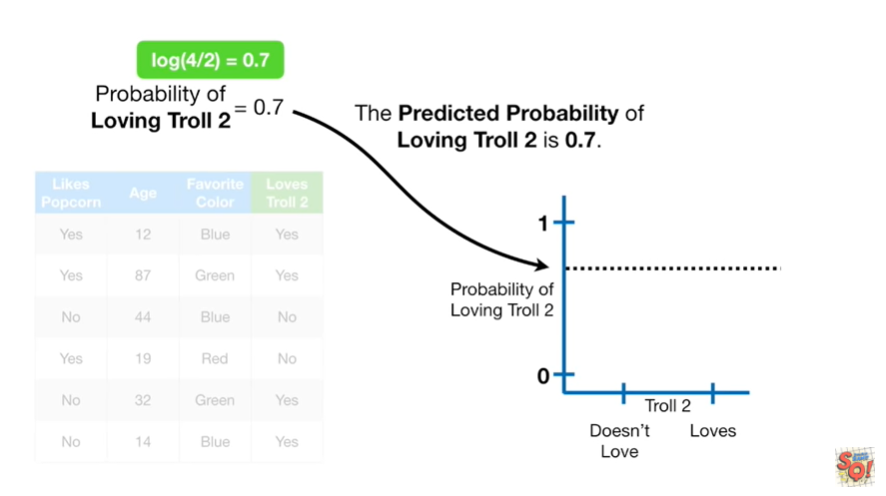 log(4/2) = 0.7
Probability of
Loving Troll 2 = 0.7
The Predicted Probability of
Loving Troll 2 is 0.7.
Likes Popcorn Age Favorite Color Loves Troll 2
Yes 12 Blue Yes
Yes 87 Green Yes
No 44 Blue No
Yes 19 Red No
No 32 Green Yes
No 14 Blue Yes
1
Probability of
Loving Troll 2
0
Troll 2
Doesn't
Love
Loves
SQ!